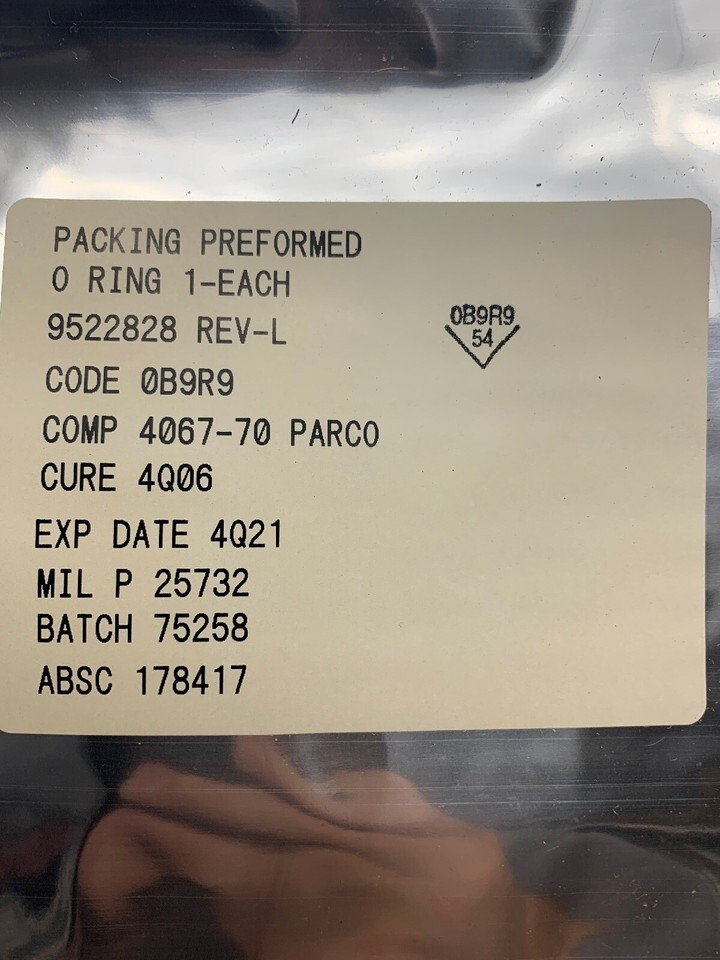 PACKING PREFORMED
O RING 1-EACH
9522828 REV-L
0B9R9
54
CODE 0B9R9
COMP 4067-70 PARCO
CURE 4Q06
EXP DATE 4Q21
MIL P 25732
BATCH 75258
ABSC 178417